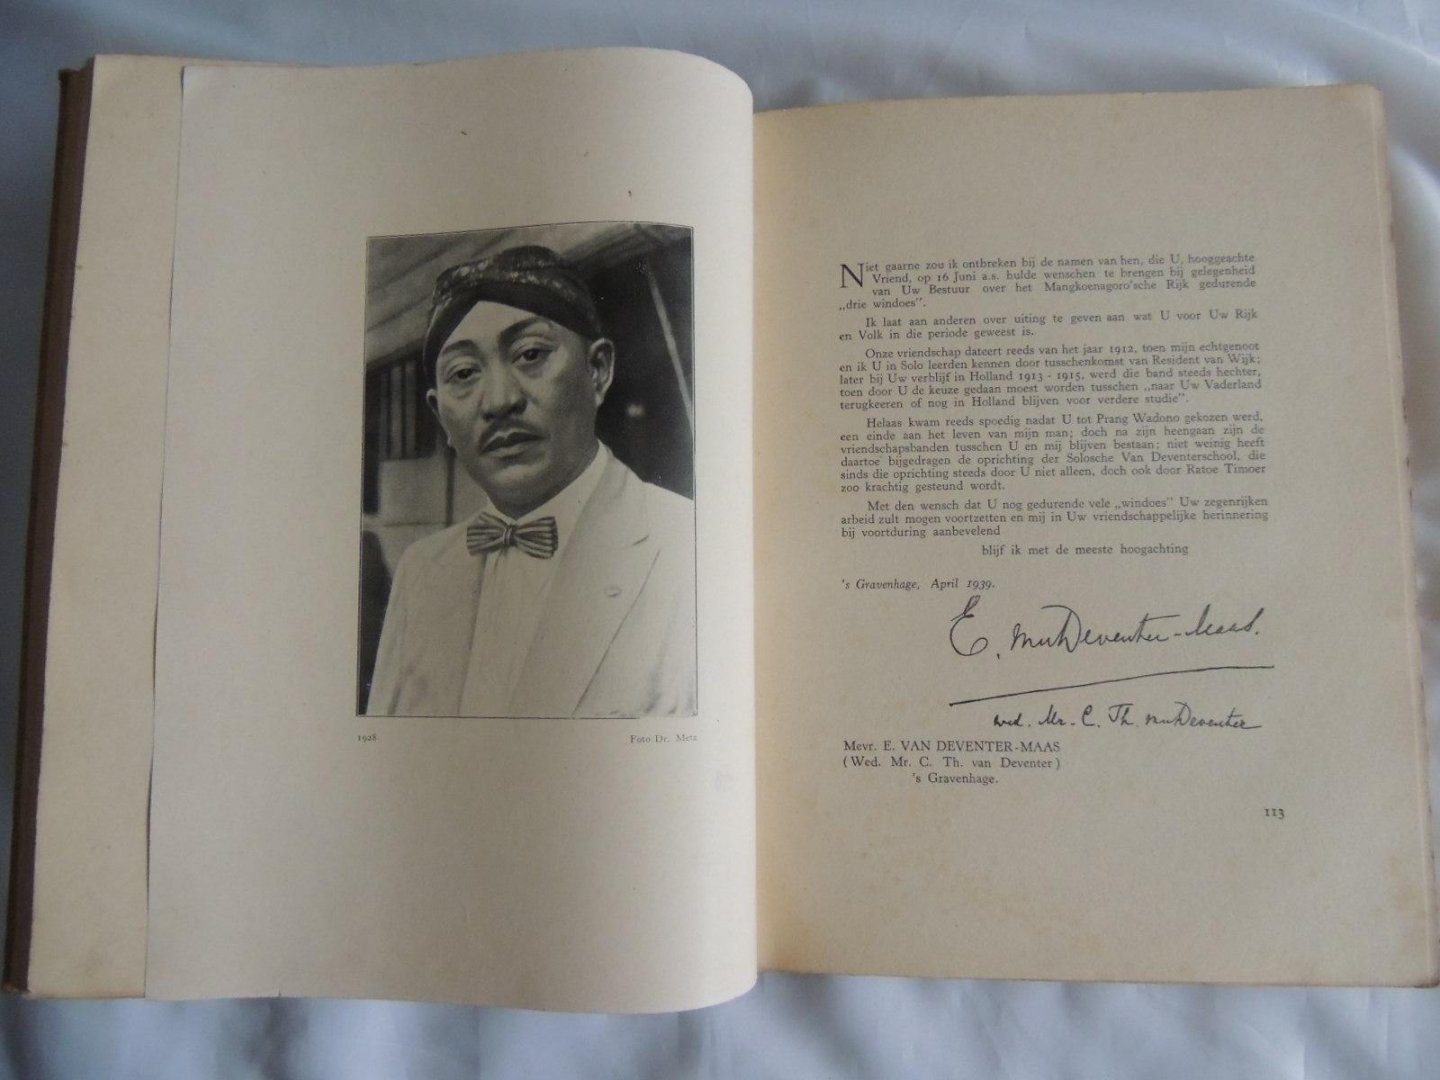 1928
Foto Dr. Metz
Niet gaarne zou ik ontbreken bij de namen van hen, die U, hooggeachte
Vriend, op 16 Juni a.s. hulde wenschen te brengen bij gelegenheid
van Uw Bestuur over het Mangkoenagoro'sche Rijk gedurende
„drie windoes".
Ik laat aan anderen over uiting te geven aan wat U voor Uw Rijk
en Volk in die periode geweest is.
Onze vriendschap dateert reeds van het jaar 1912, toen mijn echtgenoot
en ik U in Solo leerden kennen door tusschenkomst van Resident van Wijk;
later bij Uw verblijf in Holland 1913 - 1915, werd die band steeds hechter,
toen door U de keuze gedaan moest worden tusschen „naar Uw Vaderland
terugkeeren of nog in Holland blijven voor verdere studie".
Helaas kwam reeds spoedig nadat U tot Prang Wadono gekozen werd,
een einde aan het leven van mijn man; doch na zijn heengaan zijn de
vriendschapsbanden tusschen U en mij blijven bestaan; niet weinig heeft
daartoe bijgedragen de oprichting der Solosche Van Deventerschool, die
sinds die oprichting steeds door U niet alleen, doch ook door Ratoe Timoer
zoo krachtig gesteund wordt.
Met den wensch dat U nog gedurende vele „windoes" Uw zegenrijken
arbeid zult mogen voortzetten en mij in Uw vriendschappelijke herinnering
bij voortduring aanbevelend
blijf ik met de meeste hoogachting
's Gravenhage, April 1939.
E. van Deventer-Maas.
wed. Mr. C. Th. van Deventer
Mevr. E. VAN DEVENTER-MAAS
(Wed. Mr. C. Th. van Deventer)
's Gravenhage.
113